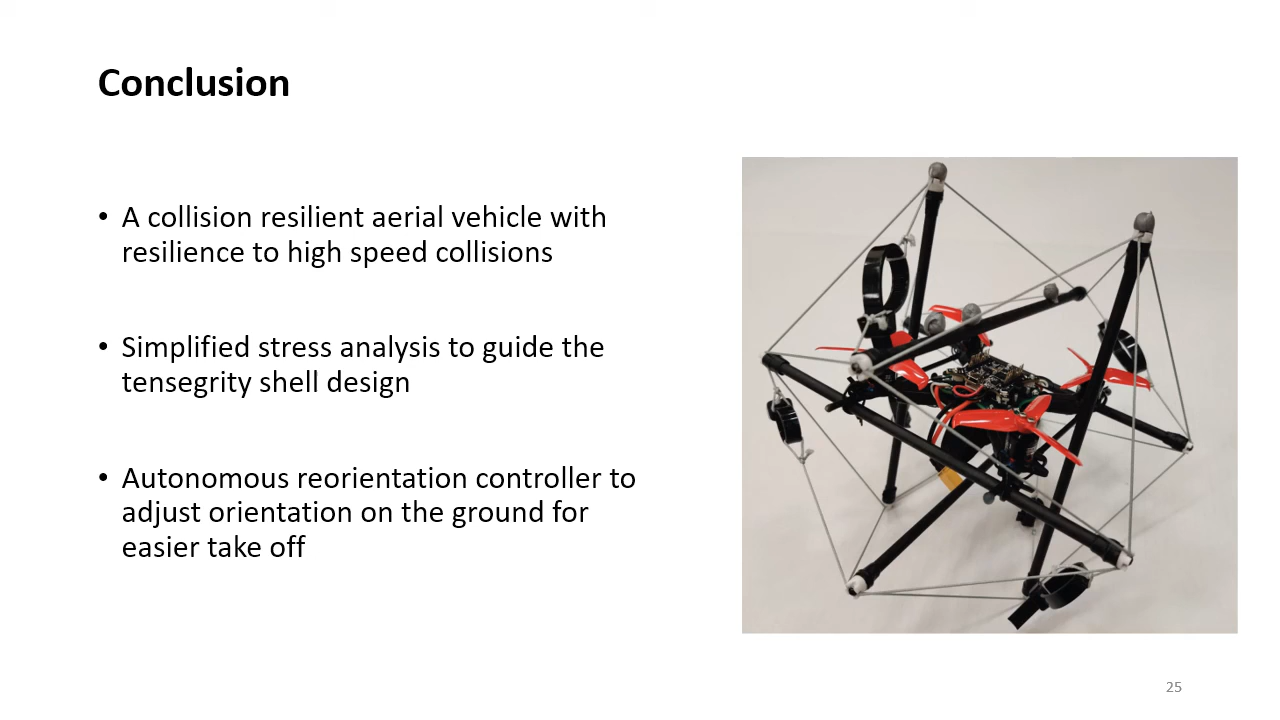 Conclusion
• A collision resilient aerial vehicle with
resilience to high speed collisions
• Simplified stress analysis to guide the
tensegrity shell design
• Autonomous reorientation controller to
adjust orientation on the ground for
easier take off
25